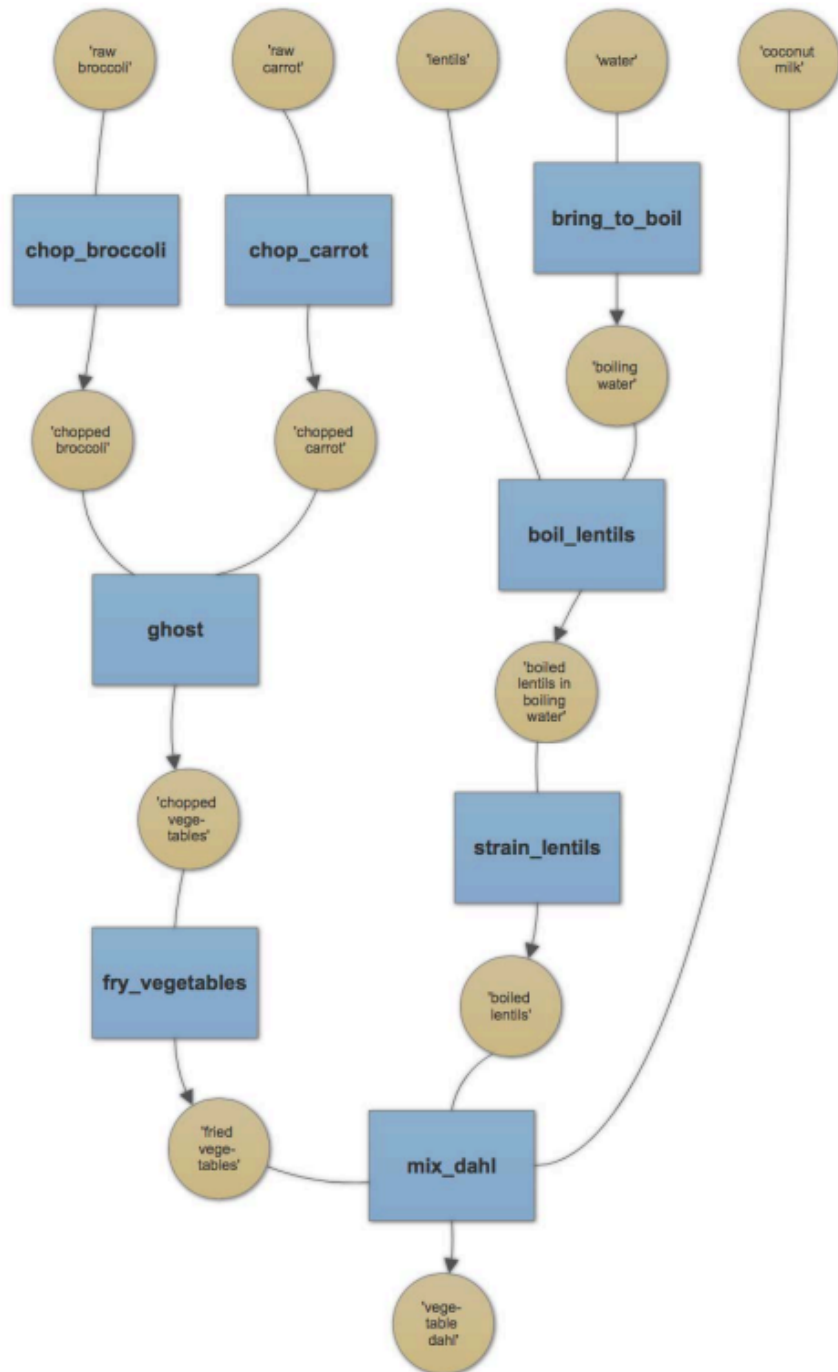 'raw
broccoli'
'raw
carrot'
'lentils'
'water'
'coconut
milk'
chop_broccoli
chop_carrot
bring_to_boil
'boiling
water'
'chopped
broccoli'
'chopped
carrot'
boil_lentils
ghost
'boiled
lentils in
boiling
water'
'chopped
vege-
tables'
strain_lentils
fry_vegetables
'boiled
lentils'
'fried
vege-
tables'
mix_dahl
'vege-
table
dahl'